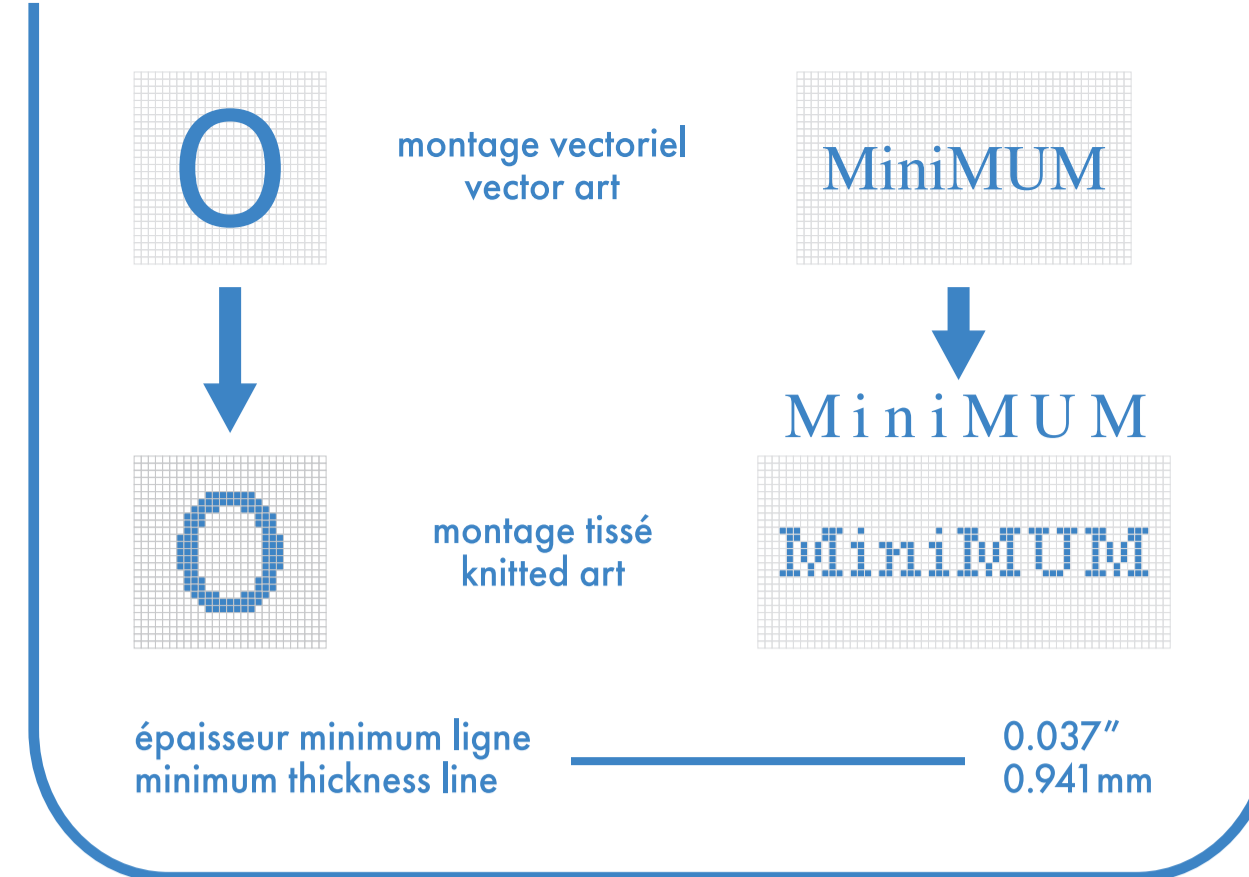 O
montage vectoriel
vector art
MiniMUM
M i n i M U M
O
montage tissé
knitted art
MiniMUM
épaisseur minimum ligne
minimum thickness line
0.037″
0.941mm